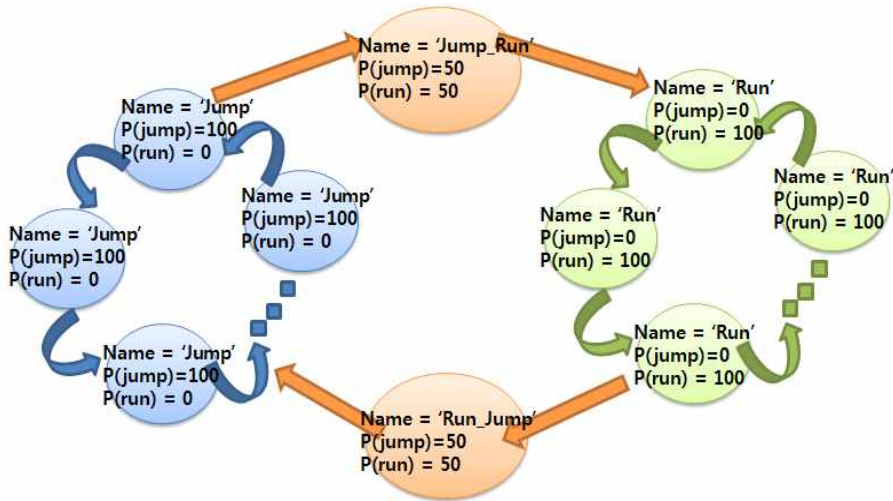 Name = ‘Jump_Run’
P(jump)=50
P(run) = 50
Name = ‘Jump’
P(jump)=100
P(run) = 0
Name = ‘Run’
P(jump)=0
P(run) = 100
Name = ‘Jump’
P(jump)=100
P(run) = 0
Name = ‘Run’
P(jump)=0
P(run) = 100
Name = ‘Jump’
P(jump)=100
P(run) = 0
Name = ‘Run’
P(jump)=0
P(run) = 100
Name = ‘Jump’
P(jump)=100
P(run) = 0
Name = ‘Run’
P(jump)=0
P(run) = 100
Name = ‘Run_Jump’
P(jump)=50
P(run) = 50